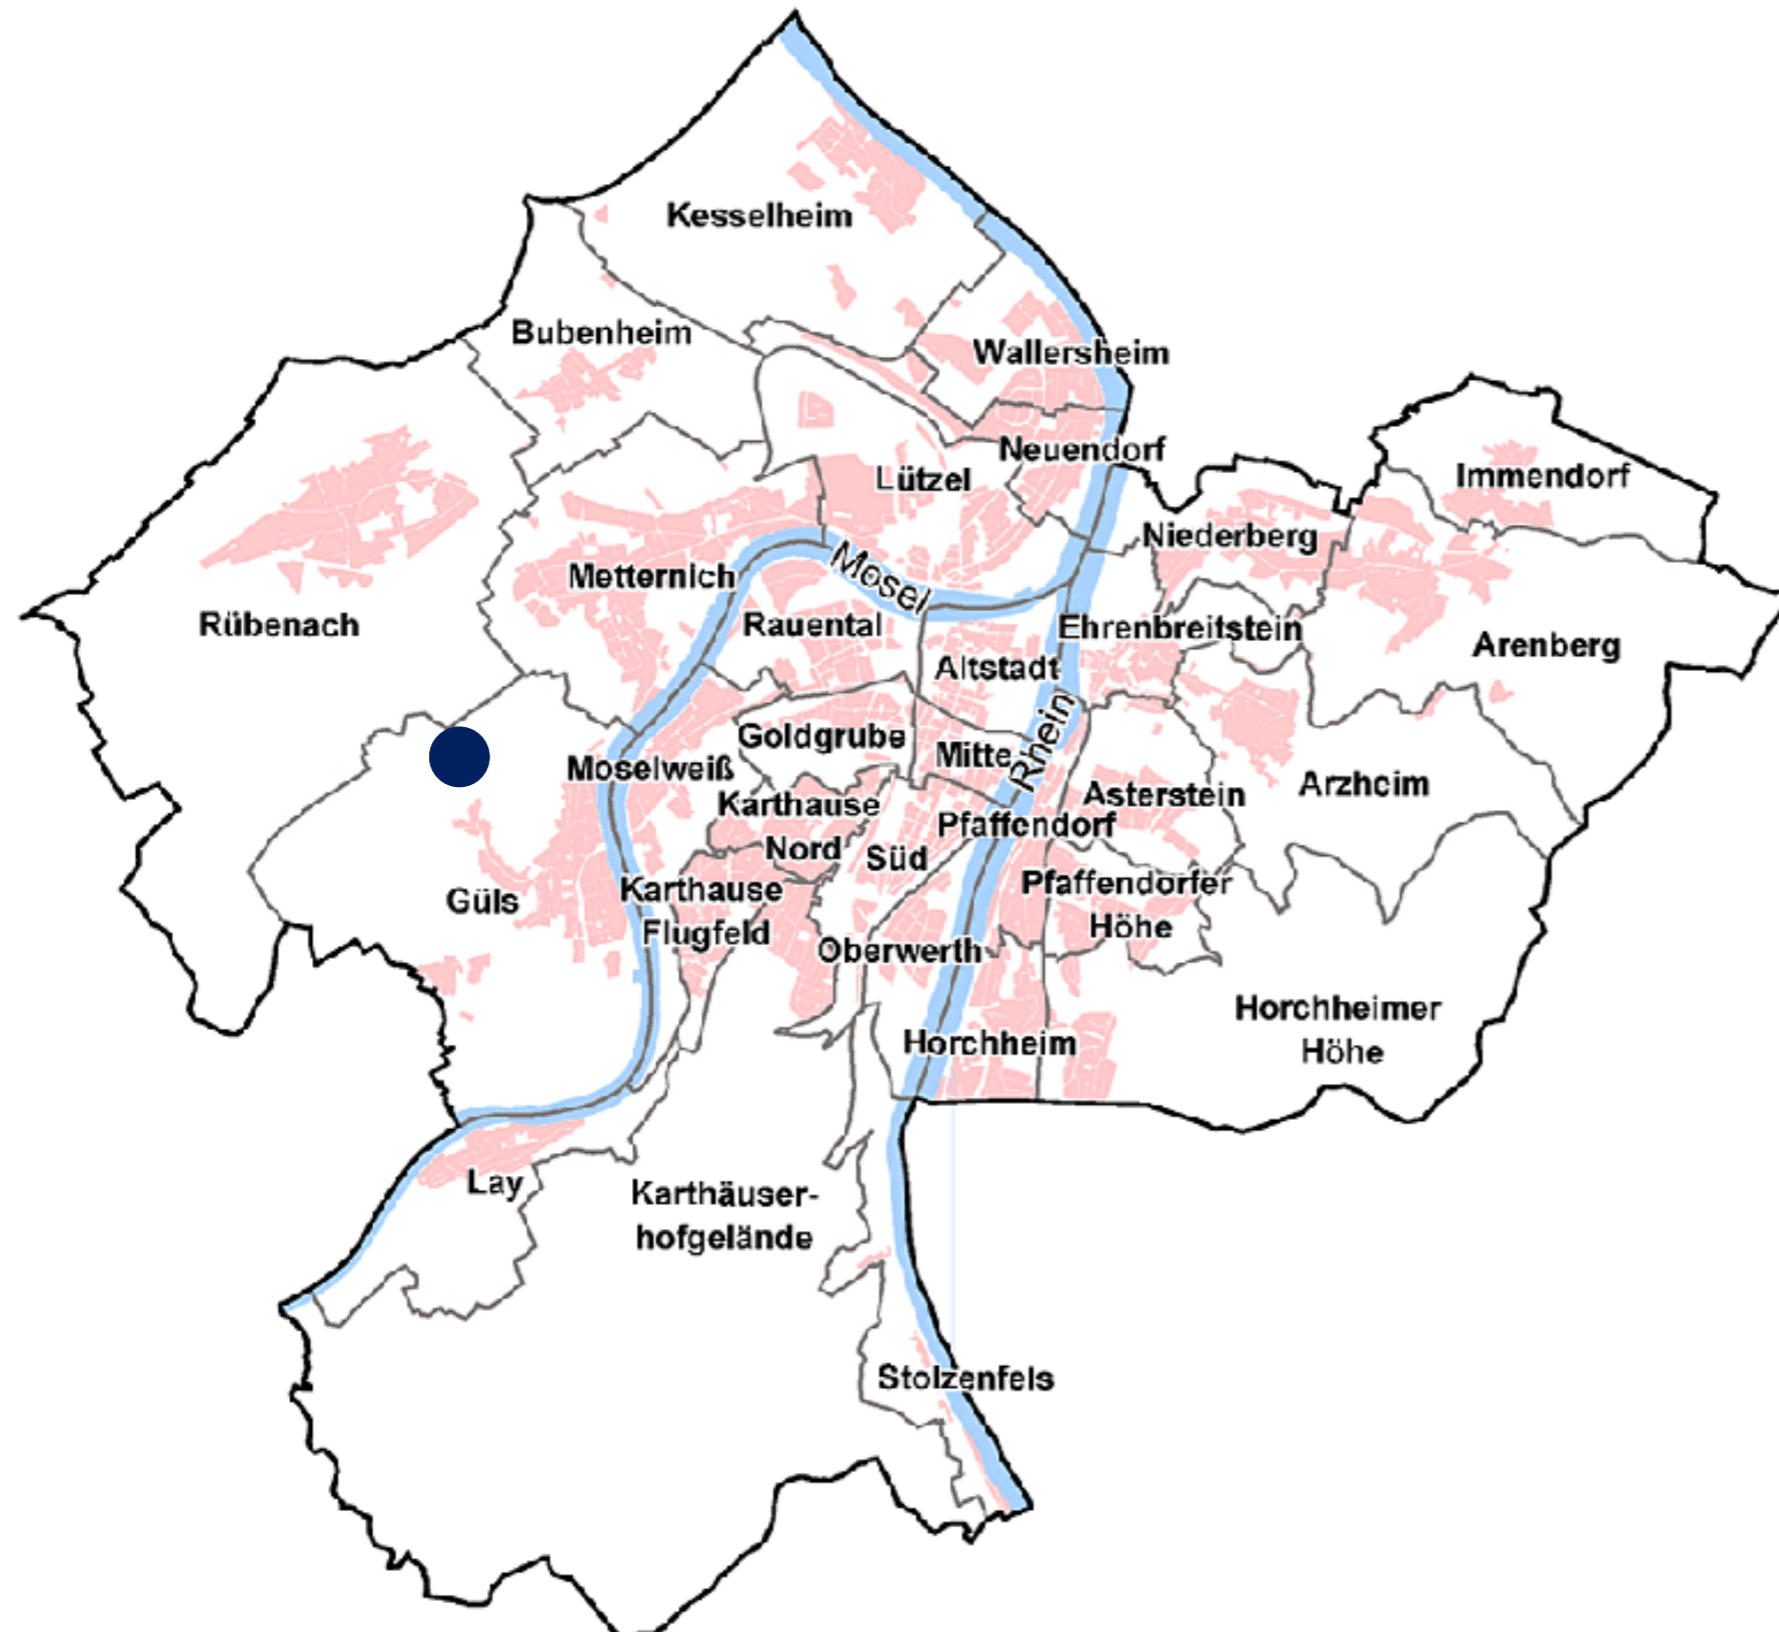 Kesselheim
Bubenheim
Wallersheim
Neuendorf
Lützel
Immendorf
Niederberg
Mosel
Metternich
Rübenach
Rauental
Ehrenbreitstein
Arenberg
Altstadt
Rhein
Goldgrube
Mitte
Moselweiß
Arzheim
Asterstein
Karthause
Nord
Pfaffendorf
Süd
Karthause
Flugfeld
Pfaffendorfer
Höhe
Güls
Oberwerth
Horchheimer
Höhe
Horchheim
Lay
Karthäuser-
hofgelände
Stolzenfels